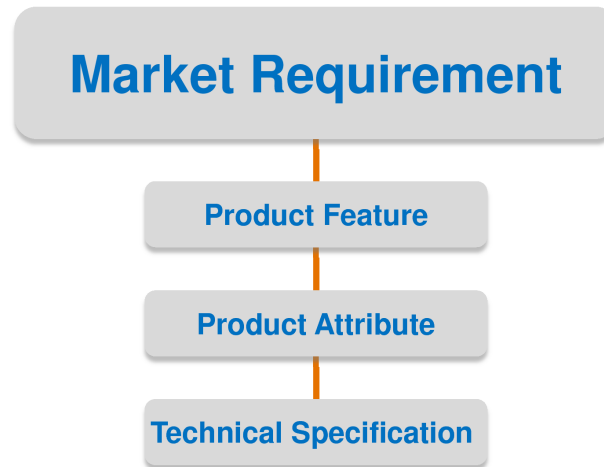 Market Requirement
Product Feature
Product Attribute
Technical Specification